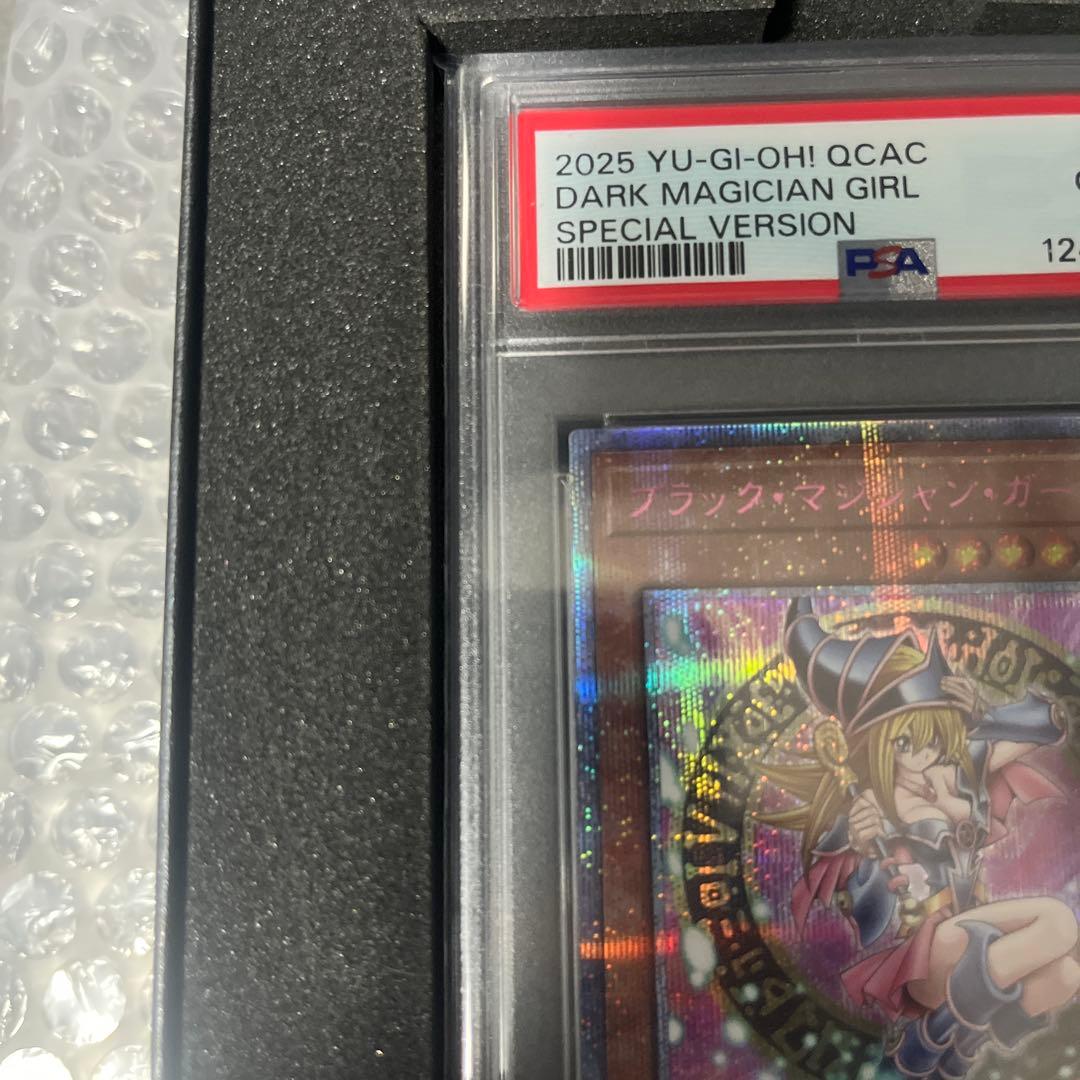 2025 YU-GI-OH! QCAC
DARK MAGICIAN GIRL
SPECIAL VERSION
12
PSA
ブラック・マジシャン・ガー